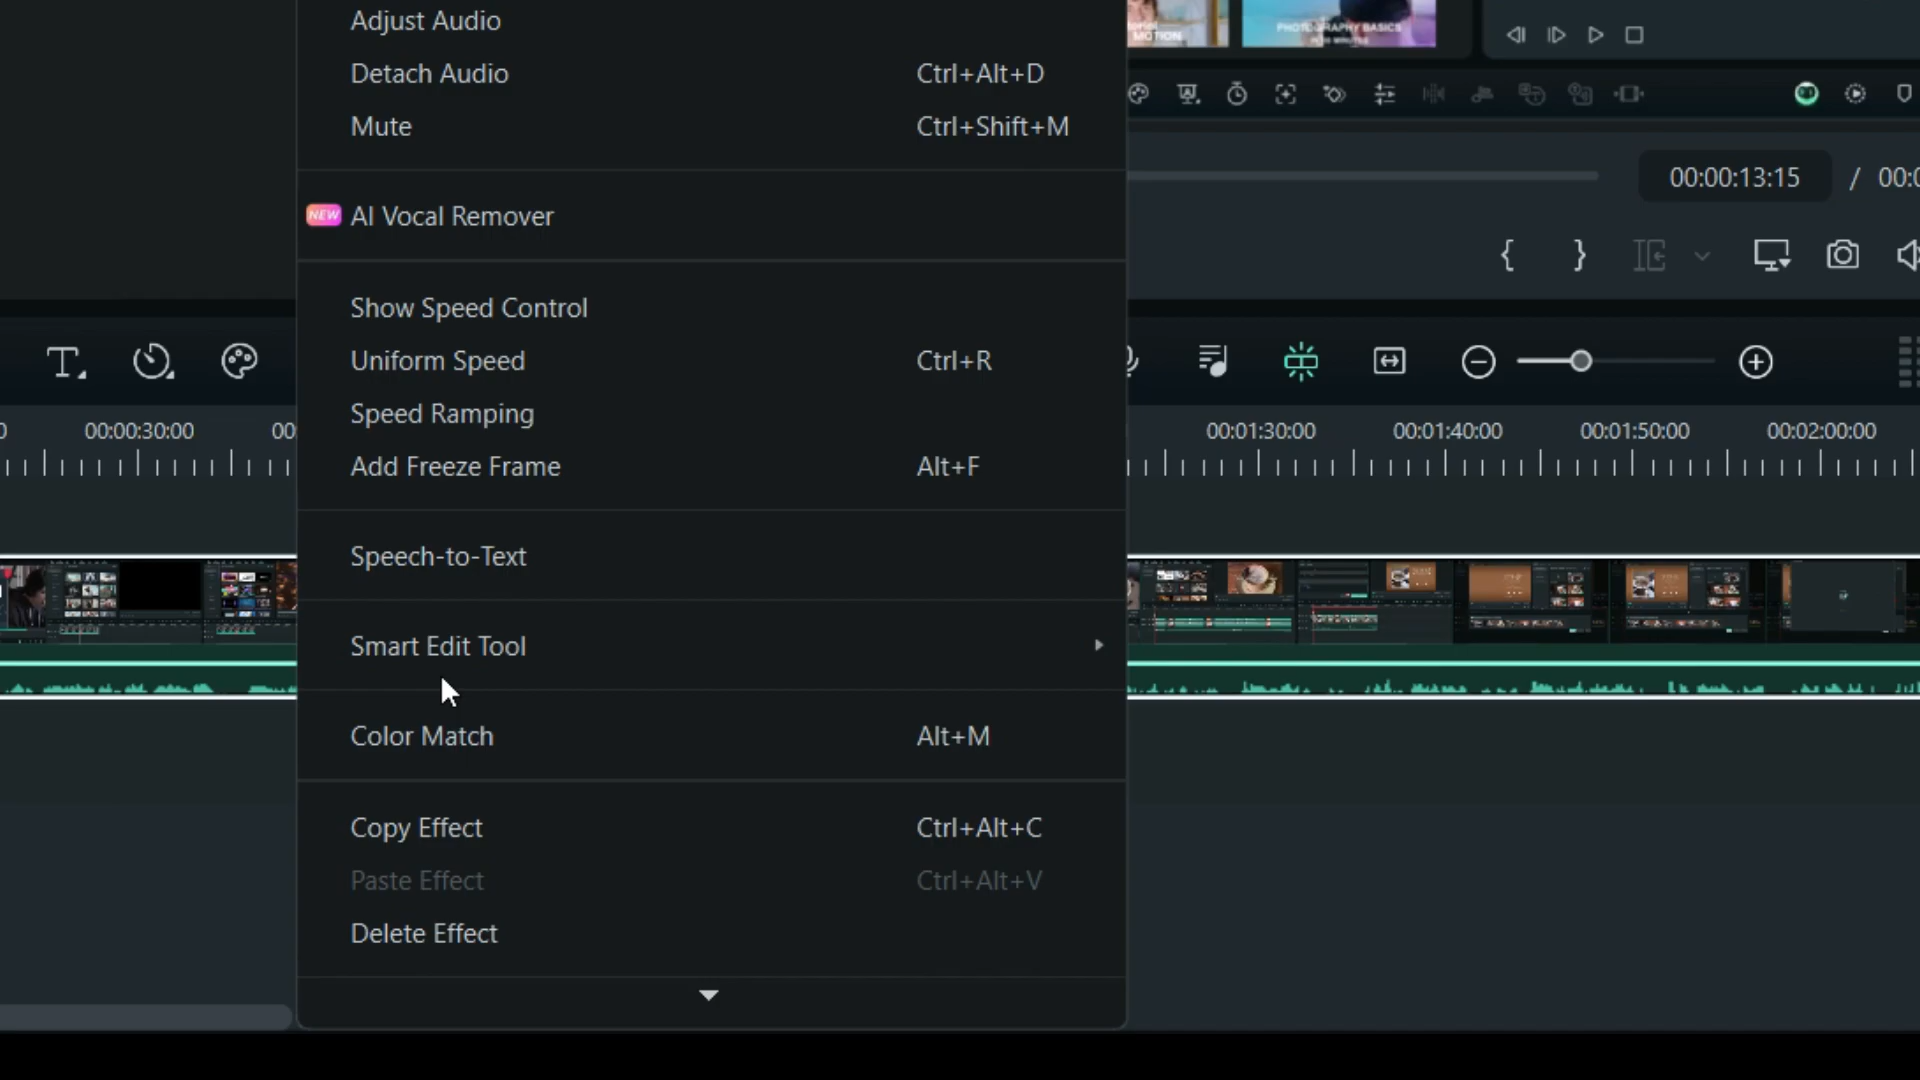 Adjust Audio
Detach Audio Ctrl+Alt+D
Mute Ctrl+Shift+M
NEW AI Vocal Remover
Show Speed Control
Uniform Speed Ctrl+R
Speed Ramping
Add Freeze Frame Alt+F
Speech-to-Text
Smart Edit Tool
Color Match Alt+M
Copy Effect Ctrl+Alt+C
Paste Effect Ctrl+Alt+V
Delete Effect
MOTION
PHOTOGRAPHY BASICS
00:00:13:15 / 00:0
T
00:00:30:00 00:
00:01:30:00 00:01:40:00 00:01:50:00 00:02:00:00